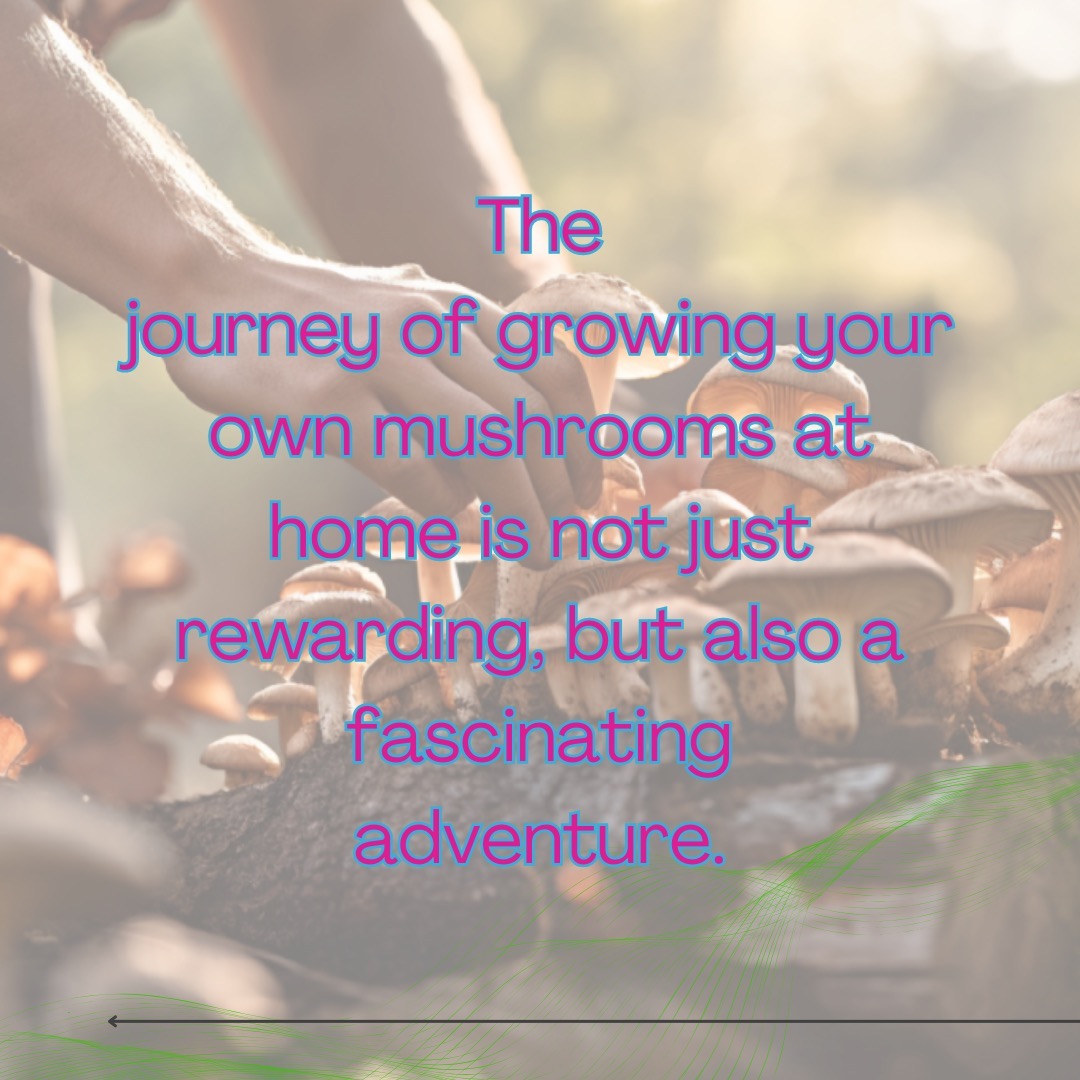 The
journey of growing your
own mushrooms at
home is not just
rewarding, but also a
fascinating
adventure.